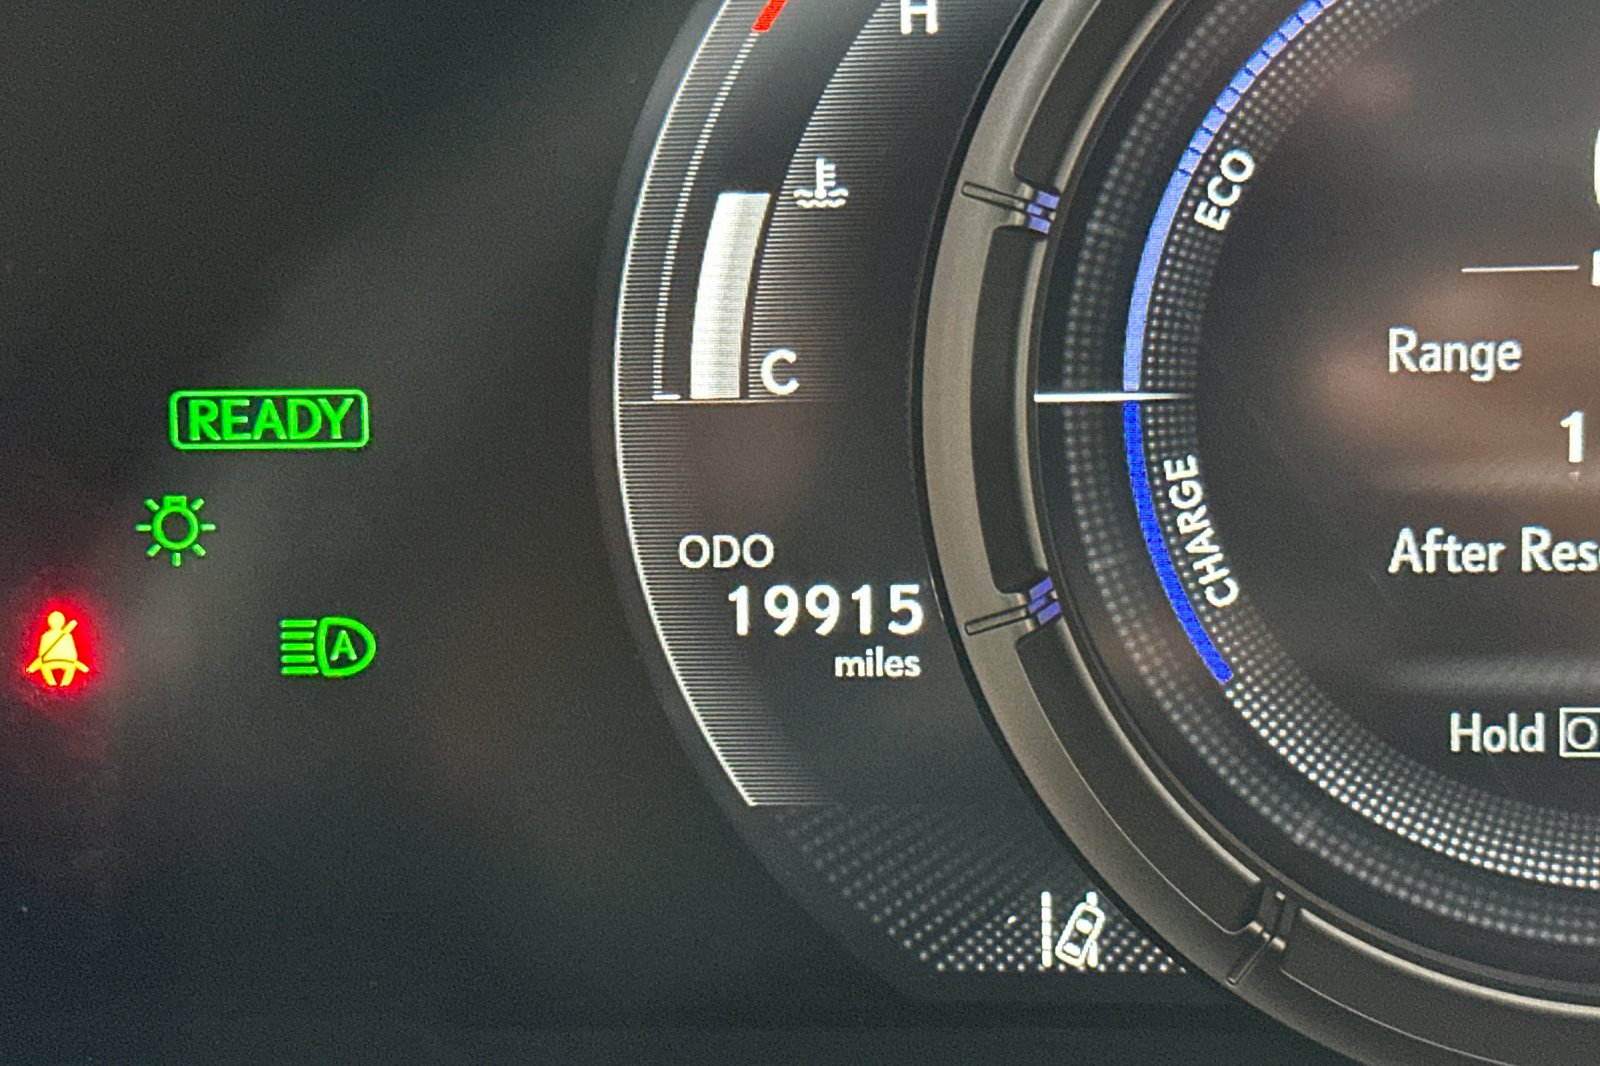 H
ECO
Range
C
READY
1
CHARGE
ODO
After Res
19915
A
miles
Hold O